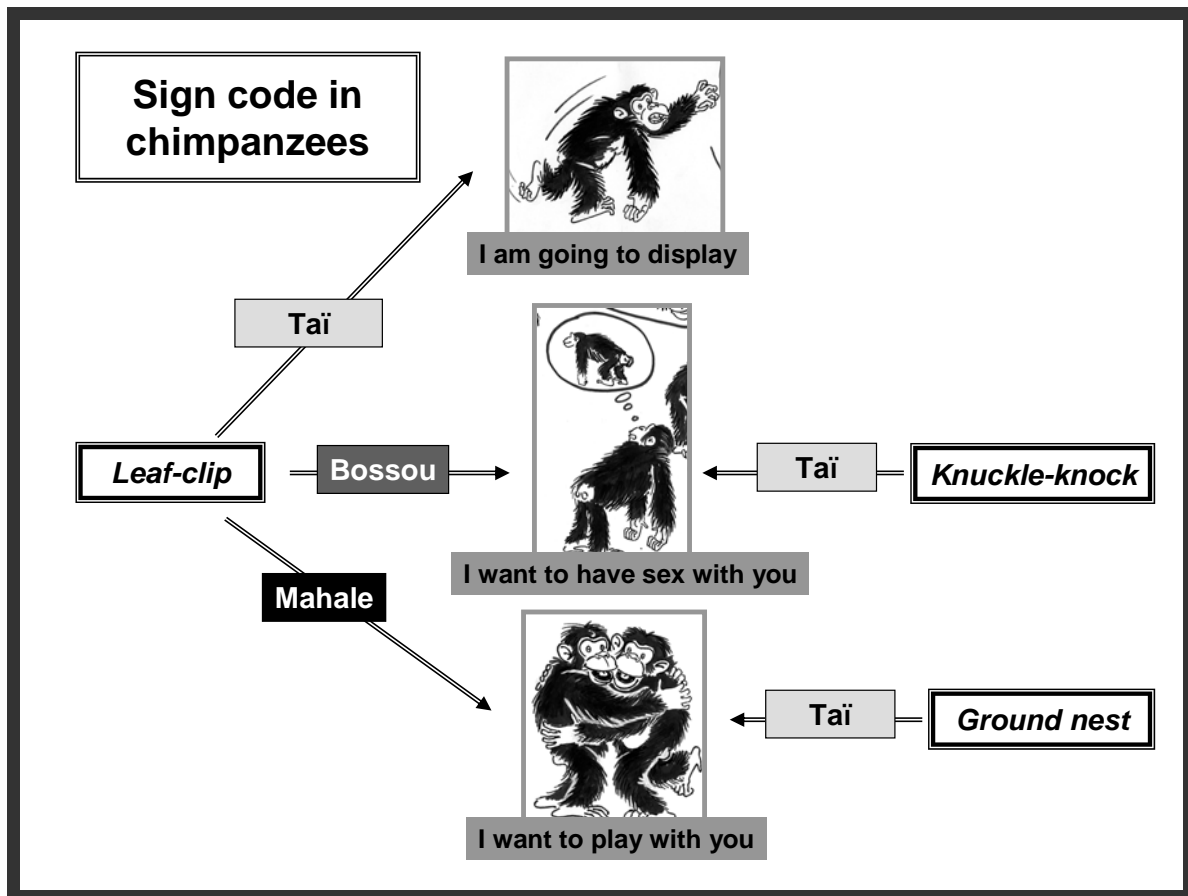 Sign code in
chimpanzees
I am going to display
Taï
Leaf-clip
Bossou
Taï
Knuckle-knock
I want to have sex with you
Mahale
Taï
Ground nest
I want to play with you